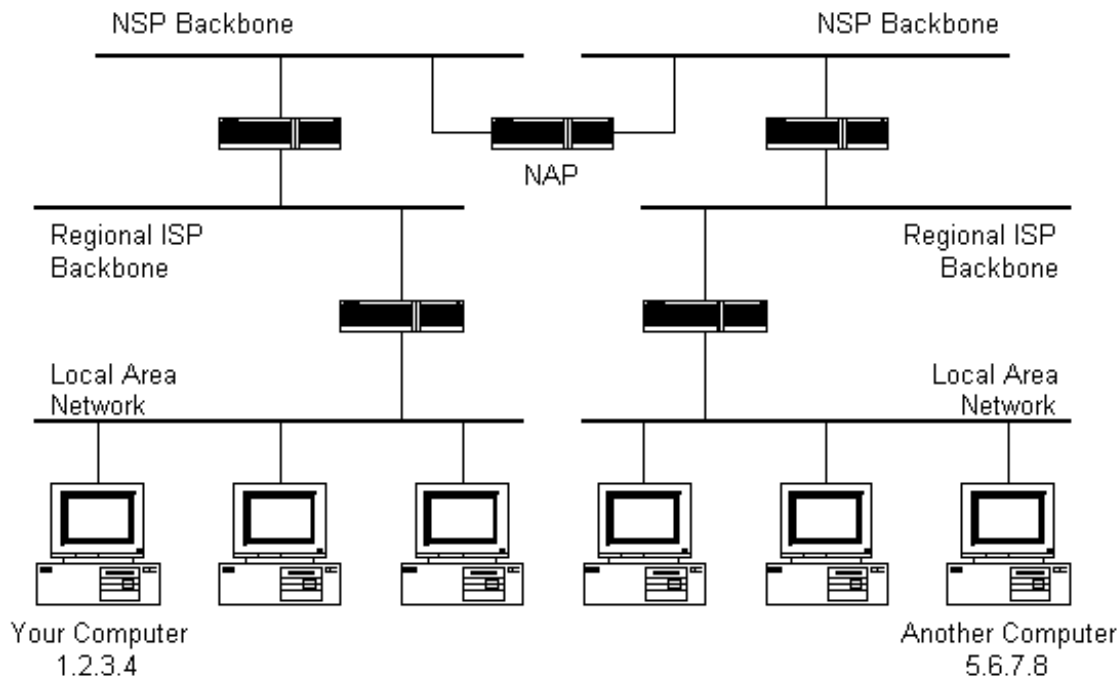 NSP Backbone
NSP Backbone
NAP
Regional ISP
Backbone
Regional ISP
Backbone
Local Area
Network
Local Area
Network
Your Computer
1.2.3.4
Another Computer
5.6.7.8